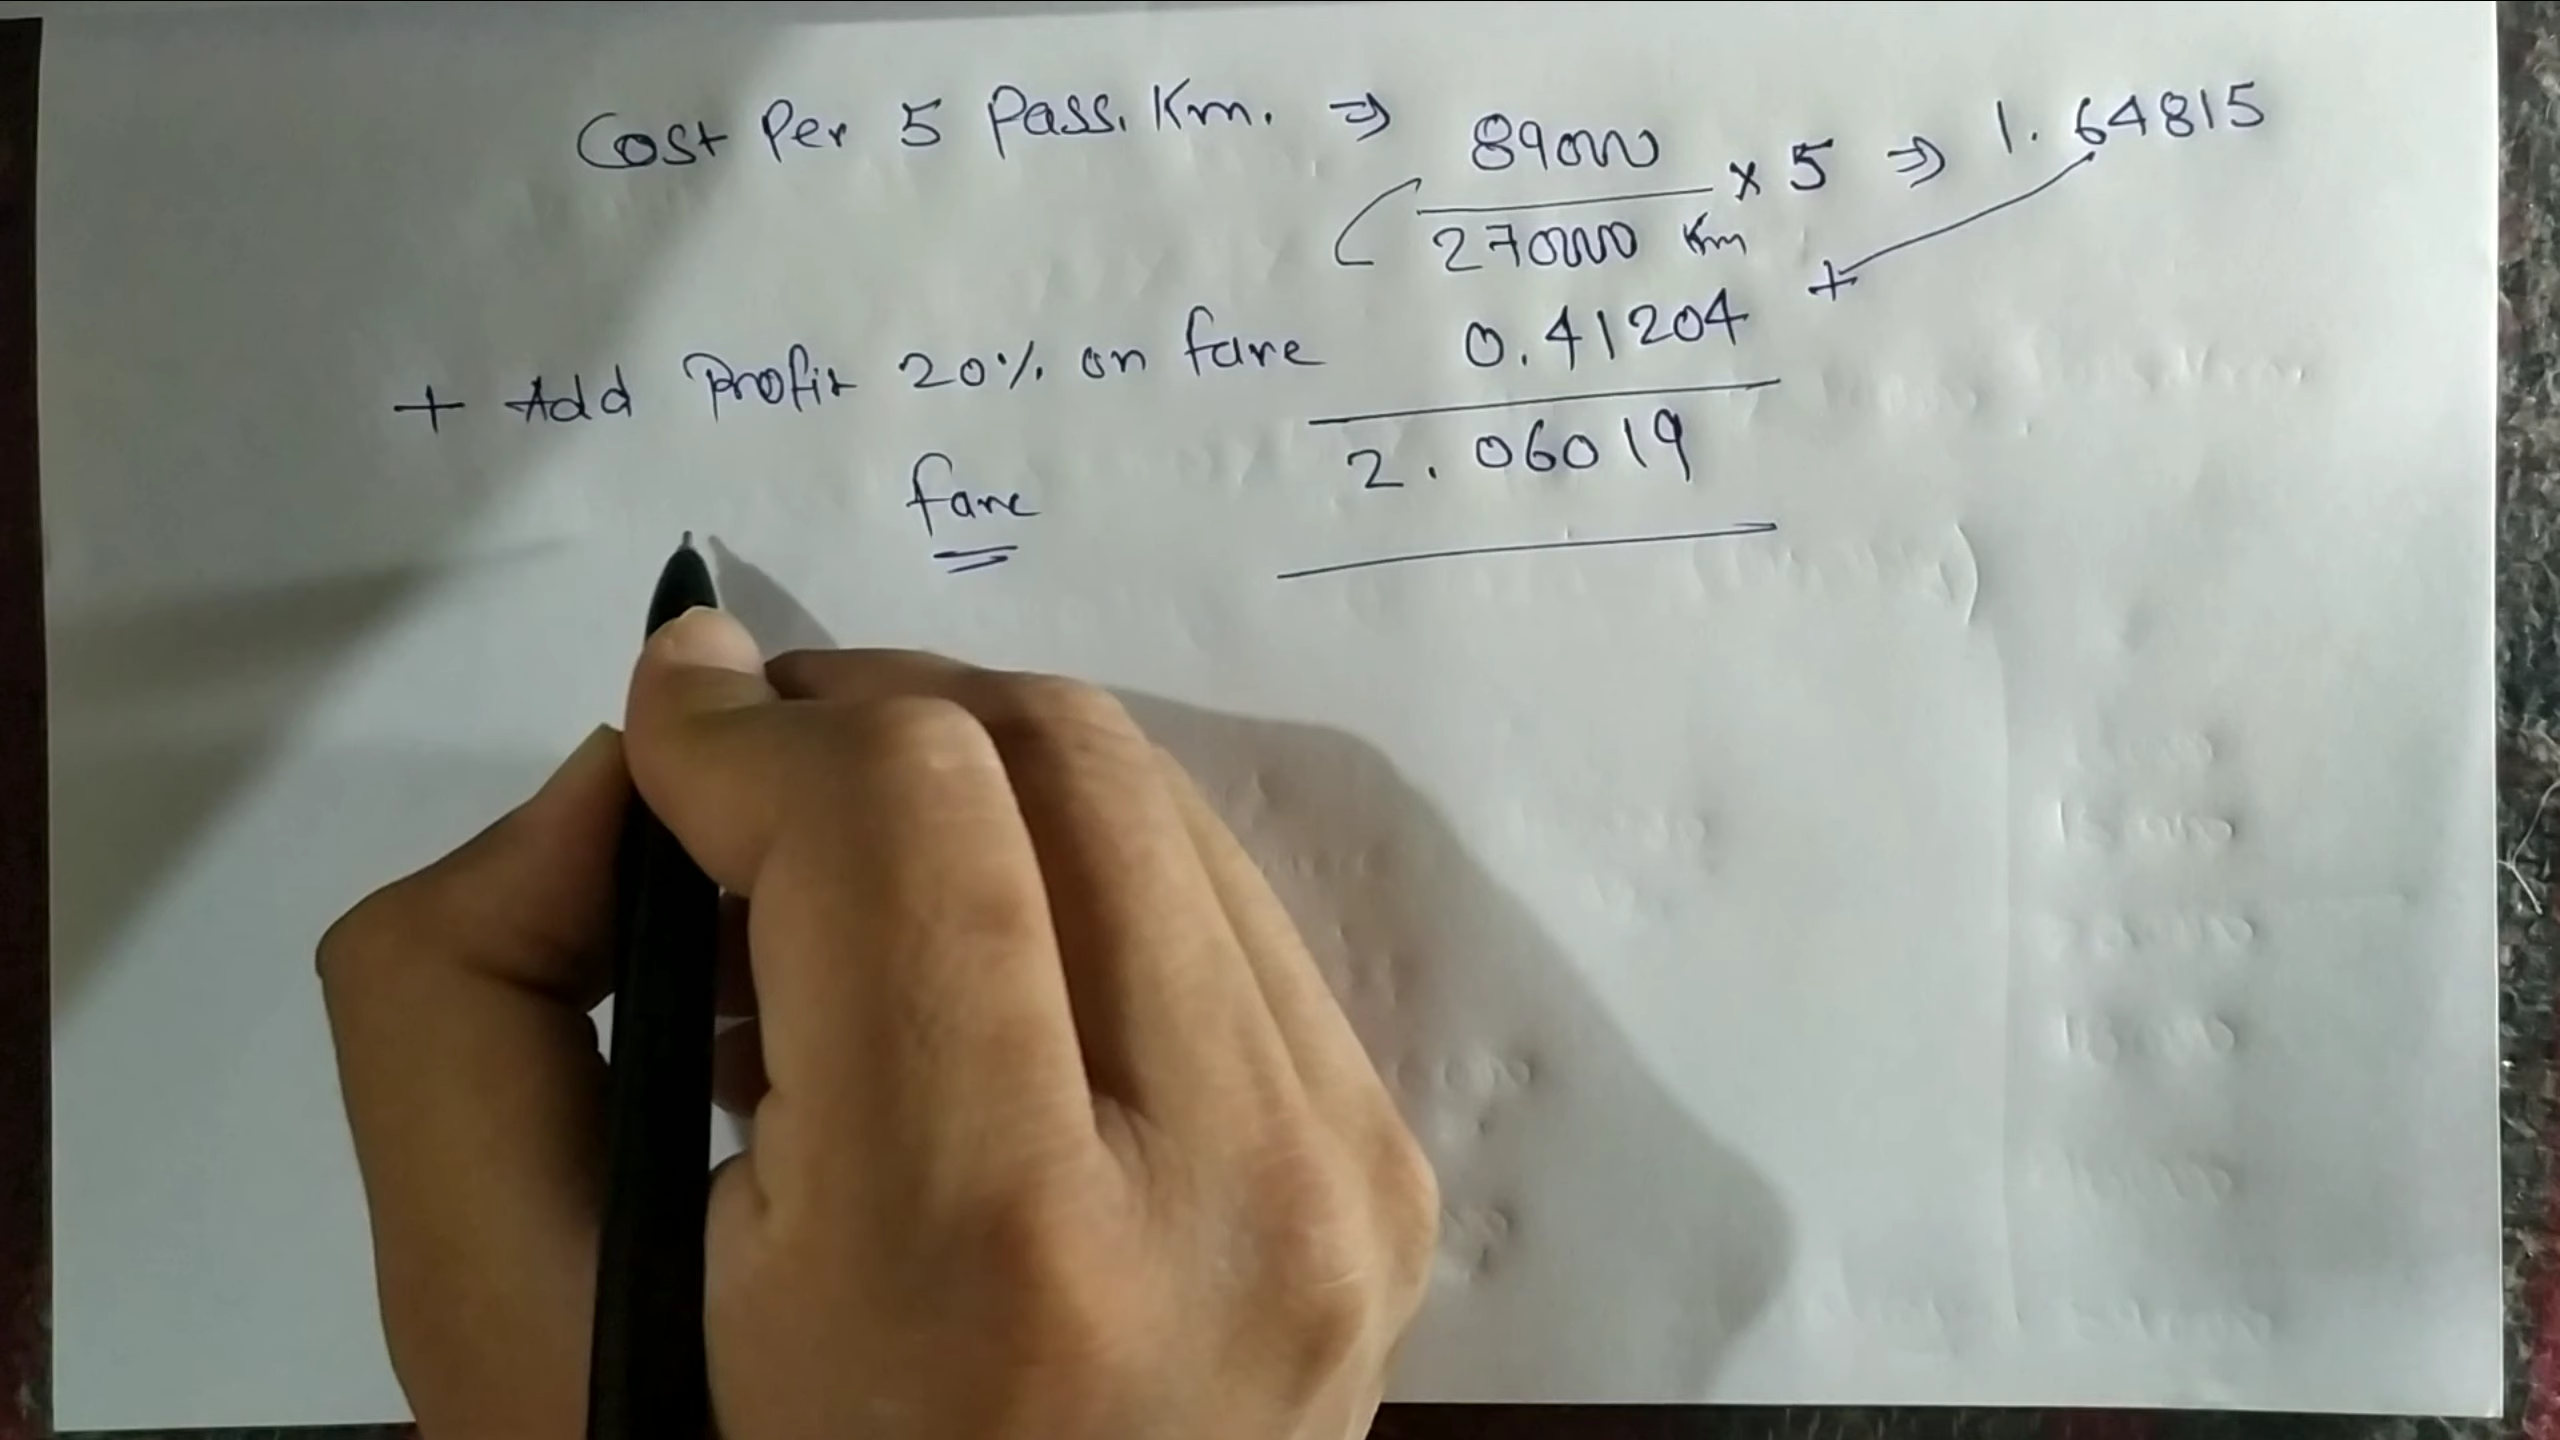 Cost Per 5 Pass. Km. ⇒ 89000 / 270000 Km × 5 ⇒ 1.64815
+ Add Profit 20% on fare 0.41204 +
fare 2.06019